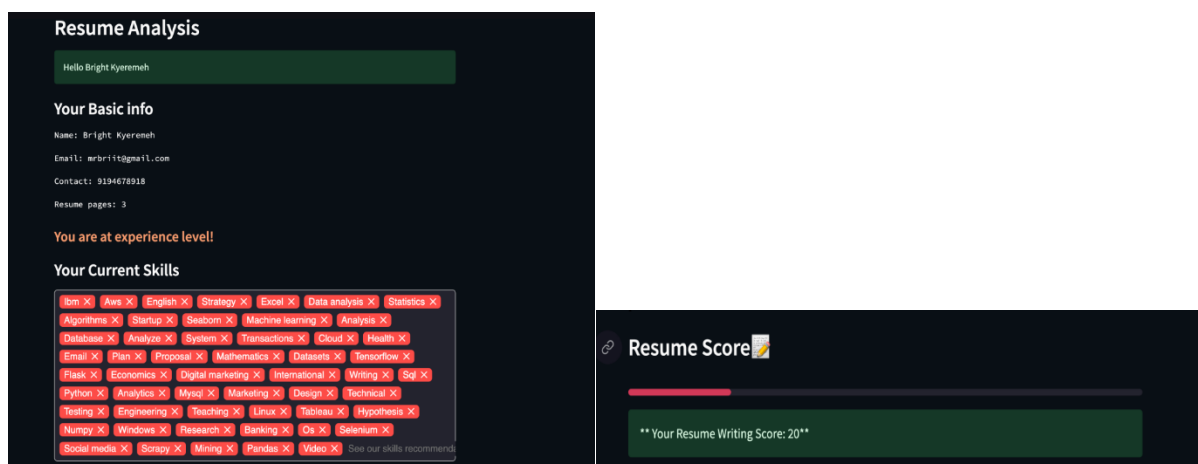 Resume Analysis
Hello Bright Kyeremeh
Your Basic info
Name: Bright Kyeremeh
Email: mrbriit@gmail.com
Contact: 9194678918
Resume pages: 3
You are at experience level!
Your Current Skills
Ibm × Aws × English × Strategy × Excel × Data analysis × Statistics ×
Algorithms × Startup × Seaborn × Machine learning × Analysis ×
Database × Analyze × System × Transactions × Cloud × Health ×
Email × Plan × Proposal × Mathematics × Datasets × Tensorflow ×
Flask × Economics × Digital marketing × International × Writing × Sql ×
Python × Analytics × Mysql × Marketing × Design × Technical ×
Testing × Engineering × Teaching × Linux × Tableau × Hypothesis ×
Numpy × Windows × Research × Banking × Os × Selenium ×
Social media × Scrapy × Mining × Pandas × Video × See our skills recommend
Resume Score📝
** Your Resume Writing Score: 20**